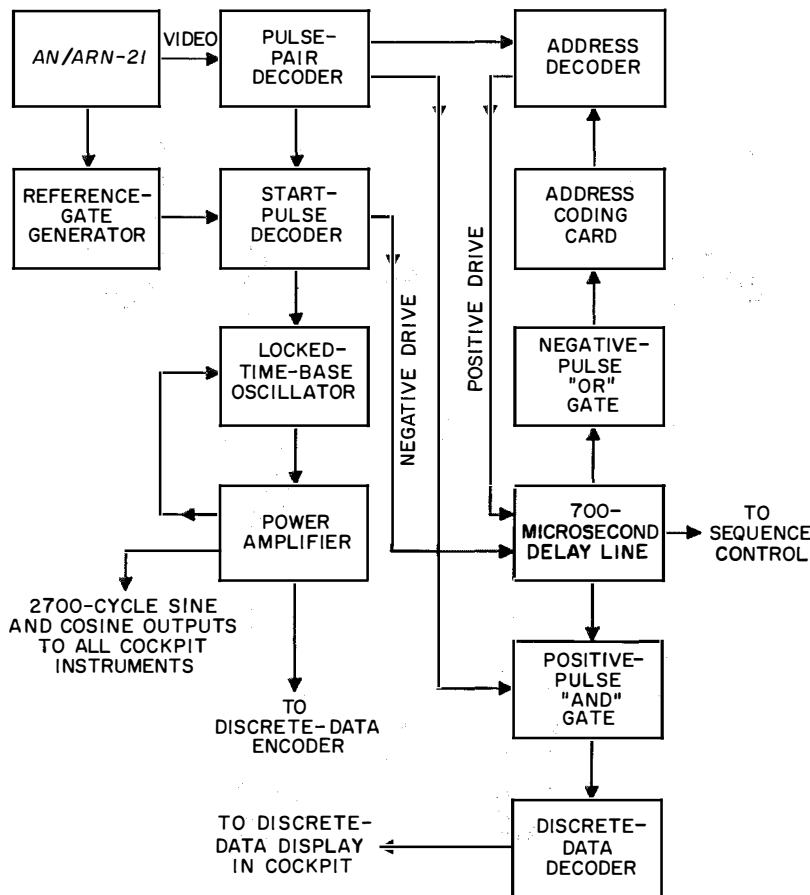 AN/ARN-21
VIDEO
PULSE-
PAIR
DECODER
ADDRESS
DECODER
REFERENCE-
GATE
GENERATOR
START-
PULSE
DECODER
ADDRESS
CODING
CARD
NEGATIVE DRIVE
POSITIVE DRIVE
LOCKED-
TIME-BASE
OSCILLATOR
NEGATIVE-
PULSE
"OR"
GATE
POWER
AMPLIFIER
700-
MICROSECOND
DELAY LINE
TO
SEQUENCE
CONTROL
2700-CYCLE SINE
AND COSINE OUTPUTS
TO ALL COCKPIT
INSTRUMENTS
TO
DISCRETE-DATA
ENCODER
POSITIVE-
PULSE
"AND"
GATE
TO DISCRETE-
DATA DISPLAY
IN COCKPIT
DISCRETE-
DATA
DECODER